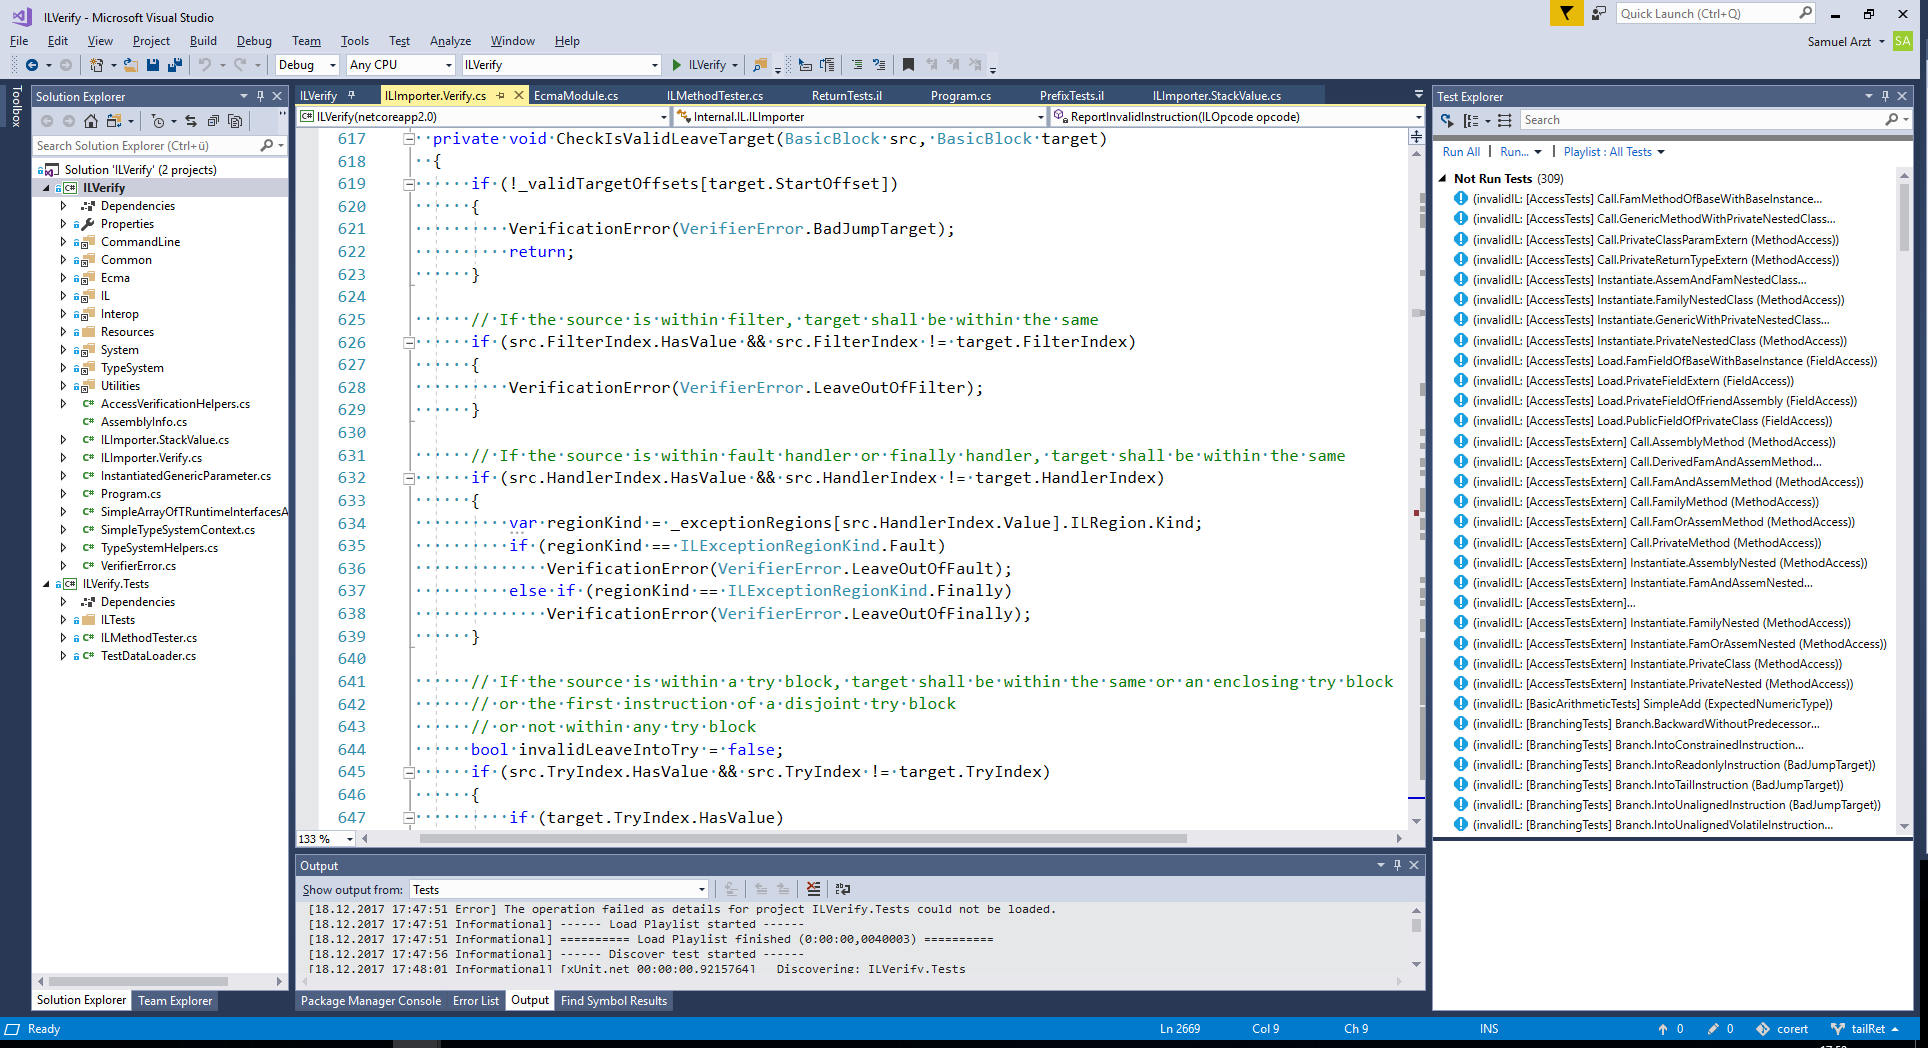 ILVerify - Microsoft Visual Studio
Quick Launch (Ctrl+Q)
File Edit View Project Build Debug Team Tools Test Analyze Window Help
Samuel Arzt SA
Debug Any CPU ILVerify ILVerify
Toolbox
Solution Explorer
Search Solution Explorer (Ctrl+ü)
Solution 'ILVerify' (2 projects)
ILVerify
Dependencies
Properties
CommandLine
Common
Ecma
IL
Interop
Resources
System
TypeSystem
Utilities
AccessVerificationHelpers.cs
AssemblyInfo.cs
ILImporter.StackValue.cs
ILImporter.Verify.cs
InstantiatedGenericParameter.cs
Program.cs
SimpleArrayOfTRuntimeInterfacesA
SimpleTypeSystemContext.cs
TypeSystemHelpers.cs
VerifierError.cs
ILVerify.Tests
Dependencies
ILTests
ILMethodTester.cs
TestDataLoader.cs
Solution Explorer Team Explorer
ILVerify ILImporter.Verify.cs EcmaModule.cs ILMethodTester.cs ReturnTests.il Program.cs PrefixTests.il ILImporter.StackValue.cs
ILVerify(netcoreapp2.0) Internal.IL.ILImporter ReportInvalidInstruction(ILOpcode opcode)
617 private void CheckIsValidLeaveTarget(BasicBlock src, BasicBlock target)
618 {
619 if (!_validTargetOffsets[target.StartOffset])
620 {
621 VerificationError(VerifierError.BadJumpTarget);
622 return;
623 }
624
625 // If the source is within filter, target shall be within the same
626 if (src.FilterIndex.HasValue && src.FilterIndex != target.FilterIndex)
627 {
628 VerificationError(VerifierError.LeaveOutOfFilter);
629 }
630
631 // If the source is within fault handler or finally handler, target shall be within the same
632 if (src.HandlerIndex.HasValue && src.HandlerIndex != target.HandlerIndex)
633 {
634 var regionKind = _exceptionRegions[src.HandlerIndex.Value].ILRegion.Kind;
635 if (regionKind == ILExceptionRegionKind.Fault)
636 VerificationError(VerifierError.LeaveOutOfFault);
637 else if (regionKind == ILExceptionRegionKind.Finally)
638 VerificationError(VerifierError.LeaveOutOfFinally);
639 }
640
641 // If the source is within a try block, target shall be within the same or an enclosing try block
642 // or the first instruction of a disjoint try block
643 // or not within any try block
644 bool invalidLeaveIntoTry = false;
645 if (src.TryIndex.HasValue && src.TryIndex != target.TryIndex)
646 {
647 if (target.TryIndex.HasValue)
133 %
Output
Show output from: Tests
[18.12.2017 17:47:51 Error] The operation failed as details for project ILVerify.Tests could not be loaded.
[18.12.2017 17:47:51 Informational] ------ Load Playlist started ------
[18.12.2017 17:47:51 Informational] ========== Load Playlist finished (0:00:00,0040003) ==========
[18.12.2017 17:47:56 Informational] ------ Discover test started ------
[18.12.2017 17:48:01 Informational] [xUnit.net 00:00:00.9215764] Discovering: ILVerify.Tests
Package Manager Console Error List Output Find Symbol Results
Test Explorer
Search
Run All Run... Playlist : All Tests
Not Run Tests (309)
(invalidIL: [AccessTests] Call.FamMethodOfBaseWithBaseInstance...
(invalidIL: [AccessTests] Call.GenericMethodWithPrivateNestedClass...
(invalidIL: [AccessTests] Call.PrivateClassParamExtern (MethodAccess))
(invalidIL: [AccessTests] Call.PrivateReturnTypeExtern (MethodAccess))
(invalidIL: [AccessTests] Instantiate.AssemAndFamNestedClass...
(invalidIL: [AccessTests] Instantiate.FamilyNestedClass (MethodAccess))
(invalidIL: [AccessTests] Instantiate.GenericWithPrivateNestedClass...
(invalidIL: [AccessTests] Instantiate.PrivateNestedClass (MethodAccess))
(invalidIL: [AccessTests] Load.FamFieldOfBaseWithBaseInstance (FieldAccess))
(invalidIL: [AccessTests] Load.PrivateFieldExtern (FieldAccess))
(invalidIL: [AccessTests] Load.PrivateFieldOfFriendAssembly (FieldAccess))
(invalidIL: [AccessTests] Load.PublicFieldOfPrivateClass (FieldAccess))
(invalidIL: [AccessTestsExtern] Call.AssemblyMethod (MethodAccess))
(invalidIL: [AccessTestsExtern] Call.DerivedFamAndAssemMethod...
(invalidIL: [AccessTestsExtern] Call.FamAndAssemMethod (MethodAccess))
(invalidIL: [AccessTestsExtern] Call.FamilyMethod (MethodAccess))
(invalidIL: [AccessTestsExtern] Call.FamOrAssemMethod (MethodAccess))
(invalidIL: [AccessTestsExtern] Call.PrivateMethod (MethodAccess))
(invalidIL: [AccessTestsExtern] Instantiate.AssemblyNested (MethodAccess))
(invalidIL: [AccessTestsExtern] Instantiate.FamAndAssemNested...
(invalidIL: [AccessTestsExtern]...
(invalidIL: [AccessTestsExtern] Instantiate.FamilyNested (MethodAccess))
(invalidIL: [AccessTestsExtern] Instantiate.FamOrAssemNested (MethodAccess))
(invalidIL: [AccessTestsExtern] Instantiate.PrivateClass (MethodAccess))
(invalidIL: [AccessTestsExtern] Instantiate.PrivateNested (MethodAccess))
(invalidIL: [BasicArithmeticTests] SimpleAdd (ExpectedNumericType))
(invalidIL: [BranchingTests] Branch.BackwardWithoutPredecessor...
(invalidIL: [BranchingTests] Branch.IntoConstrainedInstruction...
(invalidIL: [BranchingTests] Branch.IntoReadonlyInstruction (BadJumpTarget))
(invalidIL: [BranchingTests] Branch.IntoTailInstruction (BadJumpTarget))
(invalidIL: [BranchingTests] Branch.IntoUnalignedInstruction (BadJumpTarget))
(invalidIL: [BranchingTests] Branch.IntoUnalignedVolatileInstruction...
Ready Ln 2669 Col 9 Ch 9 INS 0 0 corert tailRet